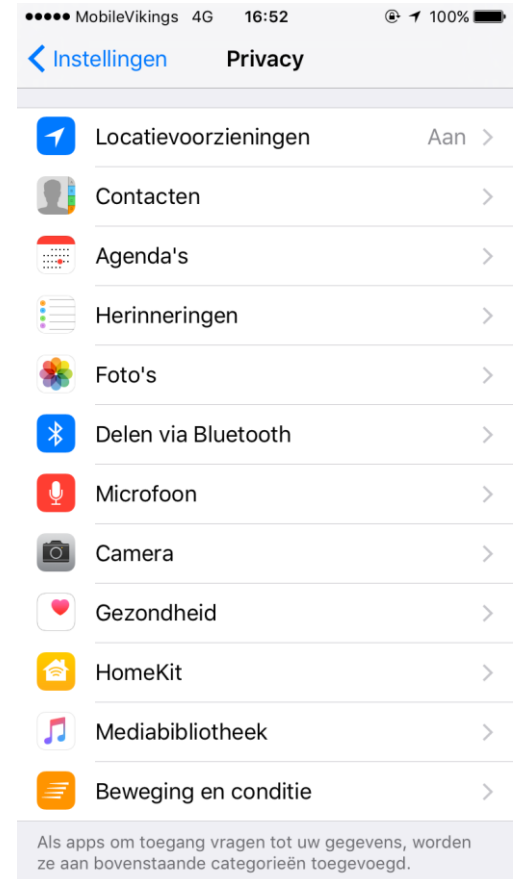 MobileVikings 4G 16:52 100%
Instellingen Privacy
Locatievoorzieningen Aan
Contacten
Agenda's
Herinneringen
Foto's
Delen via Bluetooth
Microfoon
Camera
Gezondheid
HomeKit
Mediabibliotheek
Beweging en conditie
Als apps om toegang vragen tot uw gegevens, worden
ze aan bovenstaande categorieën toegevoegd.